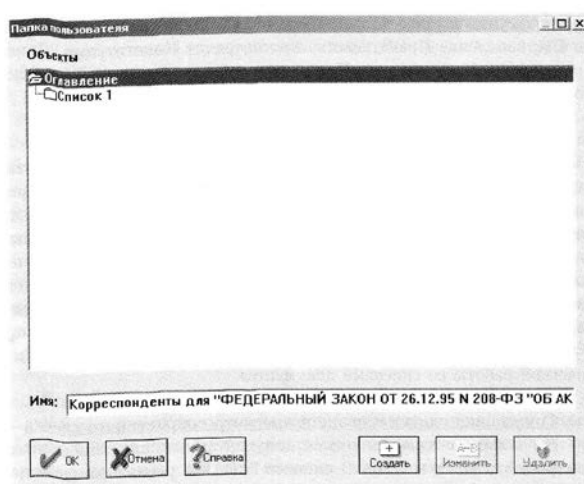 Папка пользователя
Объекты
Оглавление
Список 1
Имя: Корреспонденты для "ФЕДЕРАЛЬНЫЙ ЗАКОН ОТ 26.12.95 N 208-ФЗ "ОБ АК
OK Отмена Справка Создать Изменить Удалить